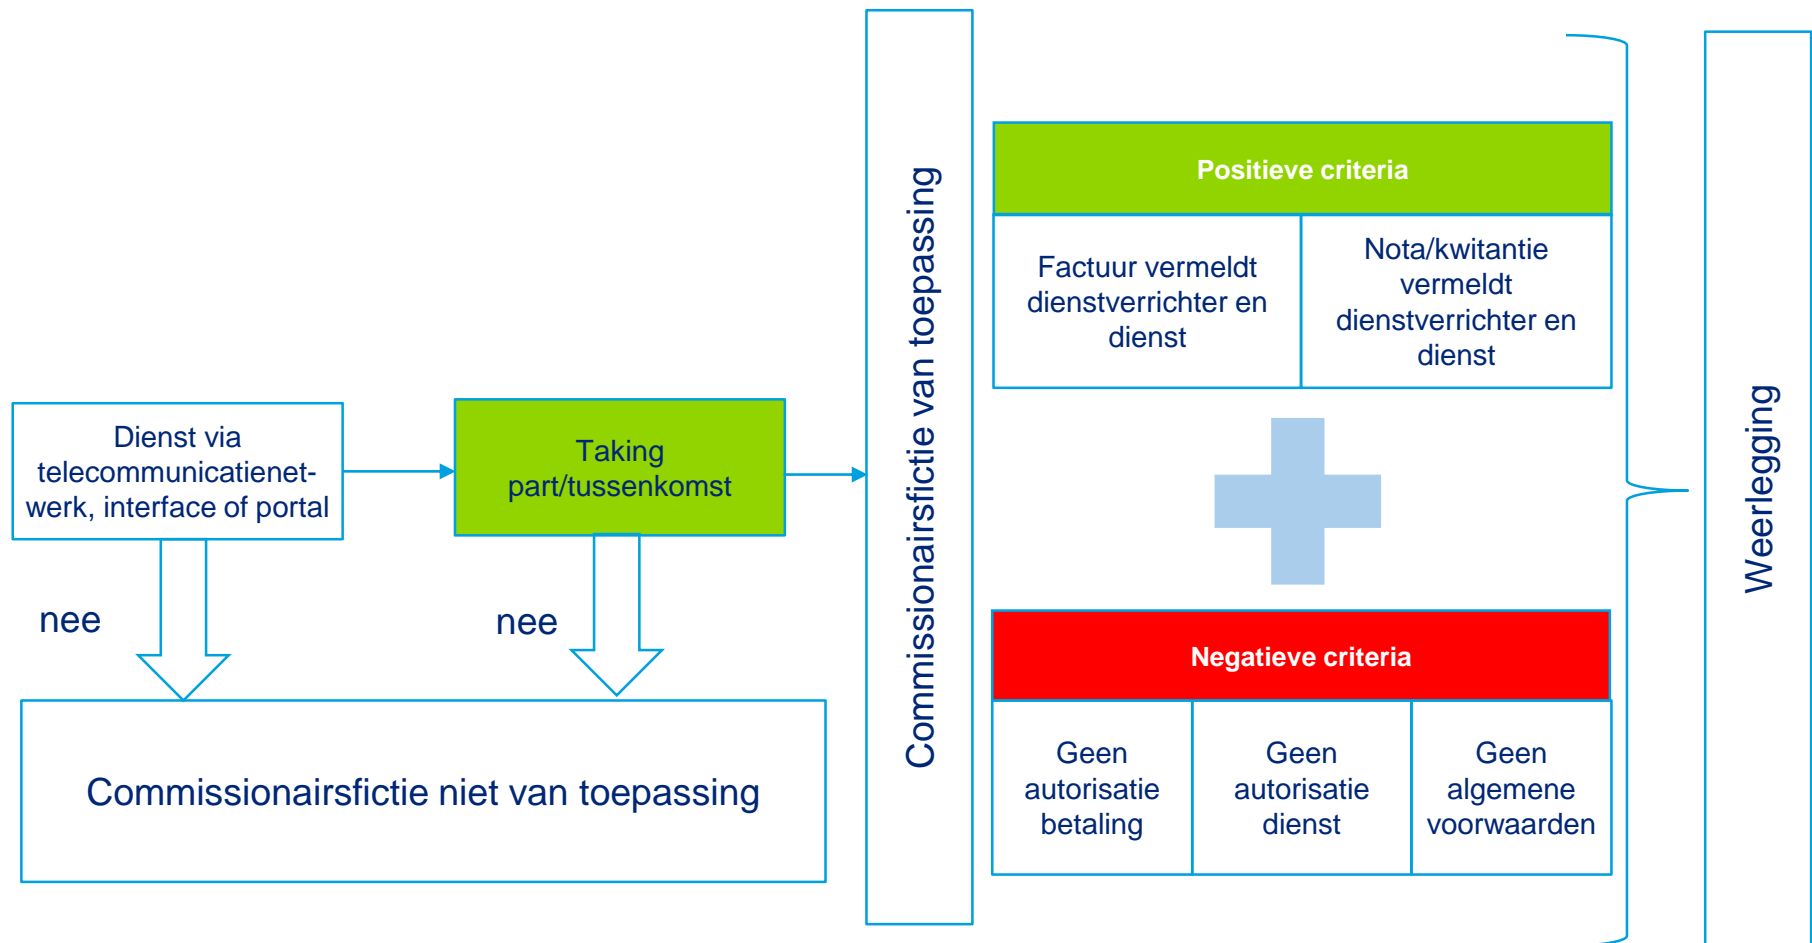 Dienst via
telecommunicatienet-
werk, interface of portal
Taking
part/tussenkomst
nee
nee
Commissionairsfictie niet van toepassing
Commissionairsfictie van toepassing
Positieve criteria
Factuur vermeldt
dienstverrichter en
dienst
Nota/kwitantie
vermeldt
dienstverrichter en
dienst
Negatieve criteria
Geen
autorisatie
betaling
Geen
autorisatie
dienst
Geen
algemene
voorwaarden
Weerlegging